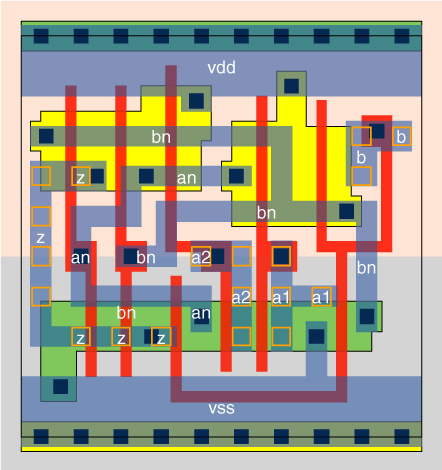 vdd
bn b
b
z an
bn
a2
z an bn bn
a2 a1 a1
bn an
z z z
vss